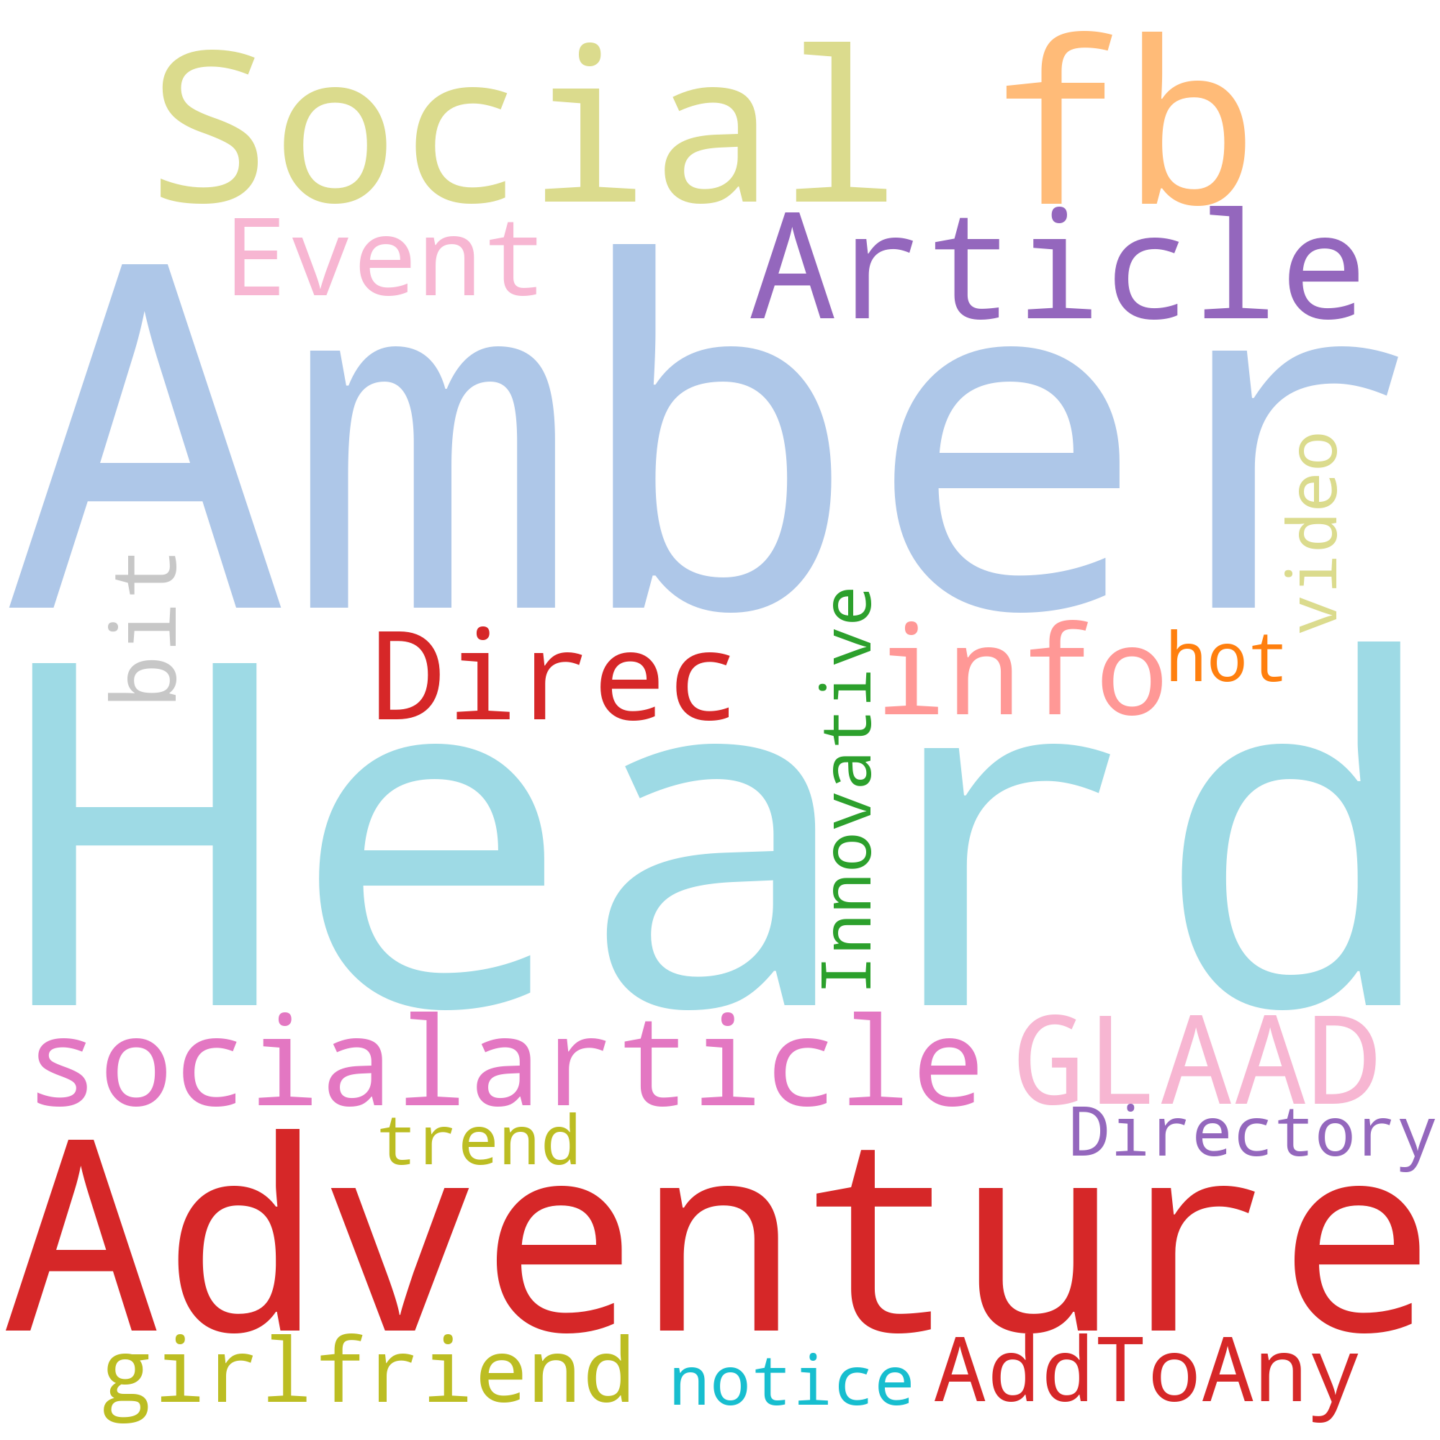 Social fb
Event Article
Amber
video
bit
Direc info hot
Innovative
Heard
socialarticle GLAAD
trend Directory
Adventure
girlfriend notice AddToAny